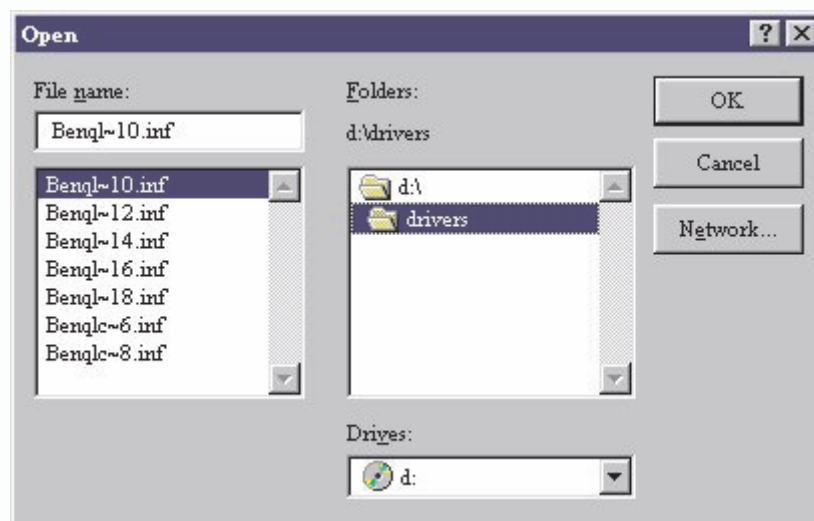 Open
File name:
Benql~10.inf
Benql~10.inf
Benql~12.inf
Benql~14.inf
Benql~16.inf
Benql~18.inf
Benqlc~6.inf
Benqlc~8.inf
Folders:
d:\drivers
d:\
drivers
Drives:
d:
OK
Cancel
Network...